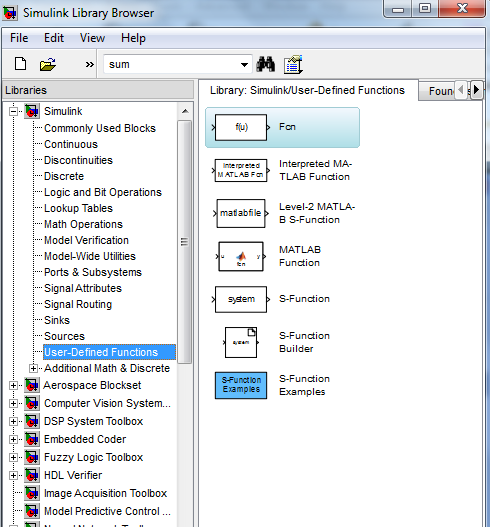 Simulink Library Browser
File Edit View Help
» sum
Libraries
Library: Simulink/User-Defined Functions
Simulink
Commonly Used Blocks
Continuous
Discontinuities
Discrete
Logic and Bit Operations
Lookup Tables
Math Operations
Model Verification
Model-Wide Utilities
Ports & Subsystems
Signal Attributes
Signal Routing
Sinks
Sources
User-Defined Functions
Additional Math & Discrete
Aerospace Blockset
Computer Vision System...
DSP System Toolbox
Embedded Coder
Fuzzy Logic Toolbox
HDL Verifier
Image Acquisition Toolbox
Model Predictive Control ...
f(u) Fcn
Interpreted
MATLAB Fcn
Interpreted MA-
TLAB Function
matlabfile
Level-2 MATLA-
B S-Function
u fcn y
MATLAB
Function
system S-Function
system
S-Function
Builder
S-Function
Examples
S-Function
Examples